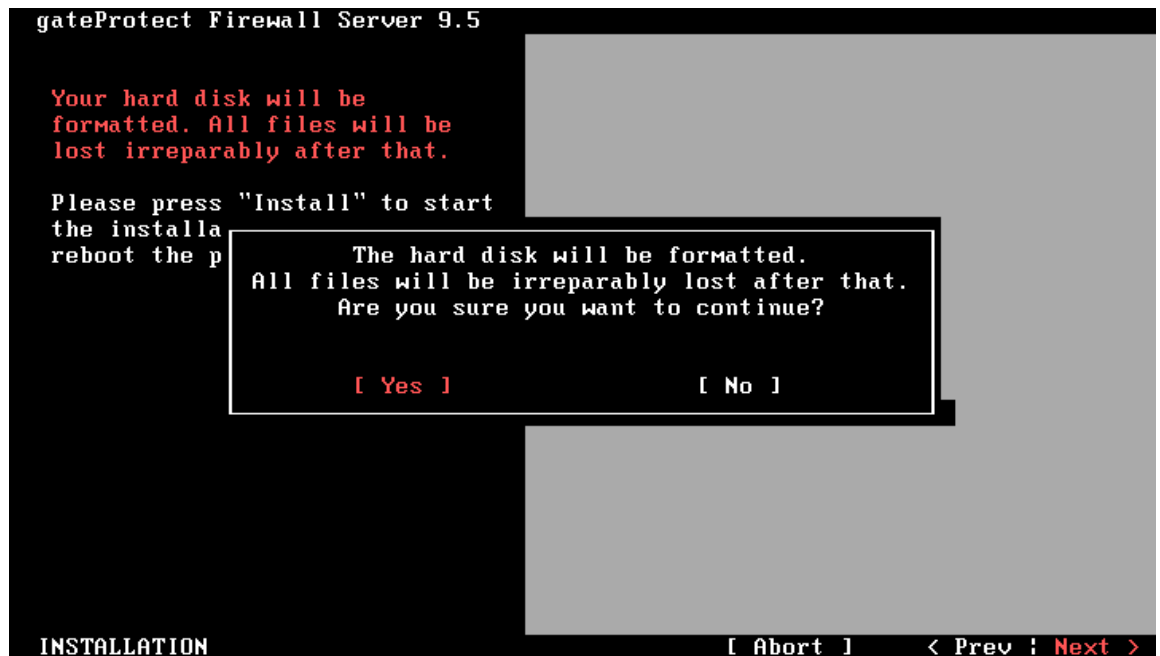 gateProtect Firewall Server 9.5
Your hard disk will be
formatted. All files will be
lost irreparably after that.
Please press "Install" to start
the installa
reboot the p
The hard disk will be formatted.
All files will be irreparably lost after that.
Are you sure you want to continue?
[ Yes ] [ No ]
INSTALLATION [ Abort ] < Prev ¦ Next >